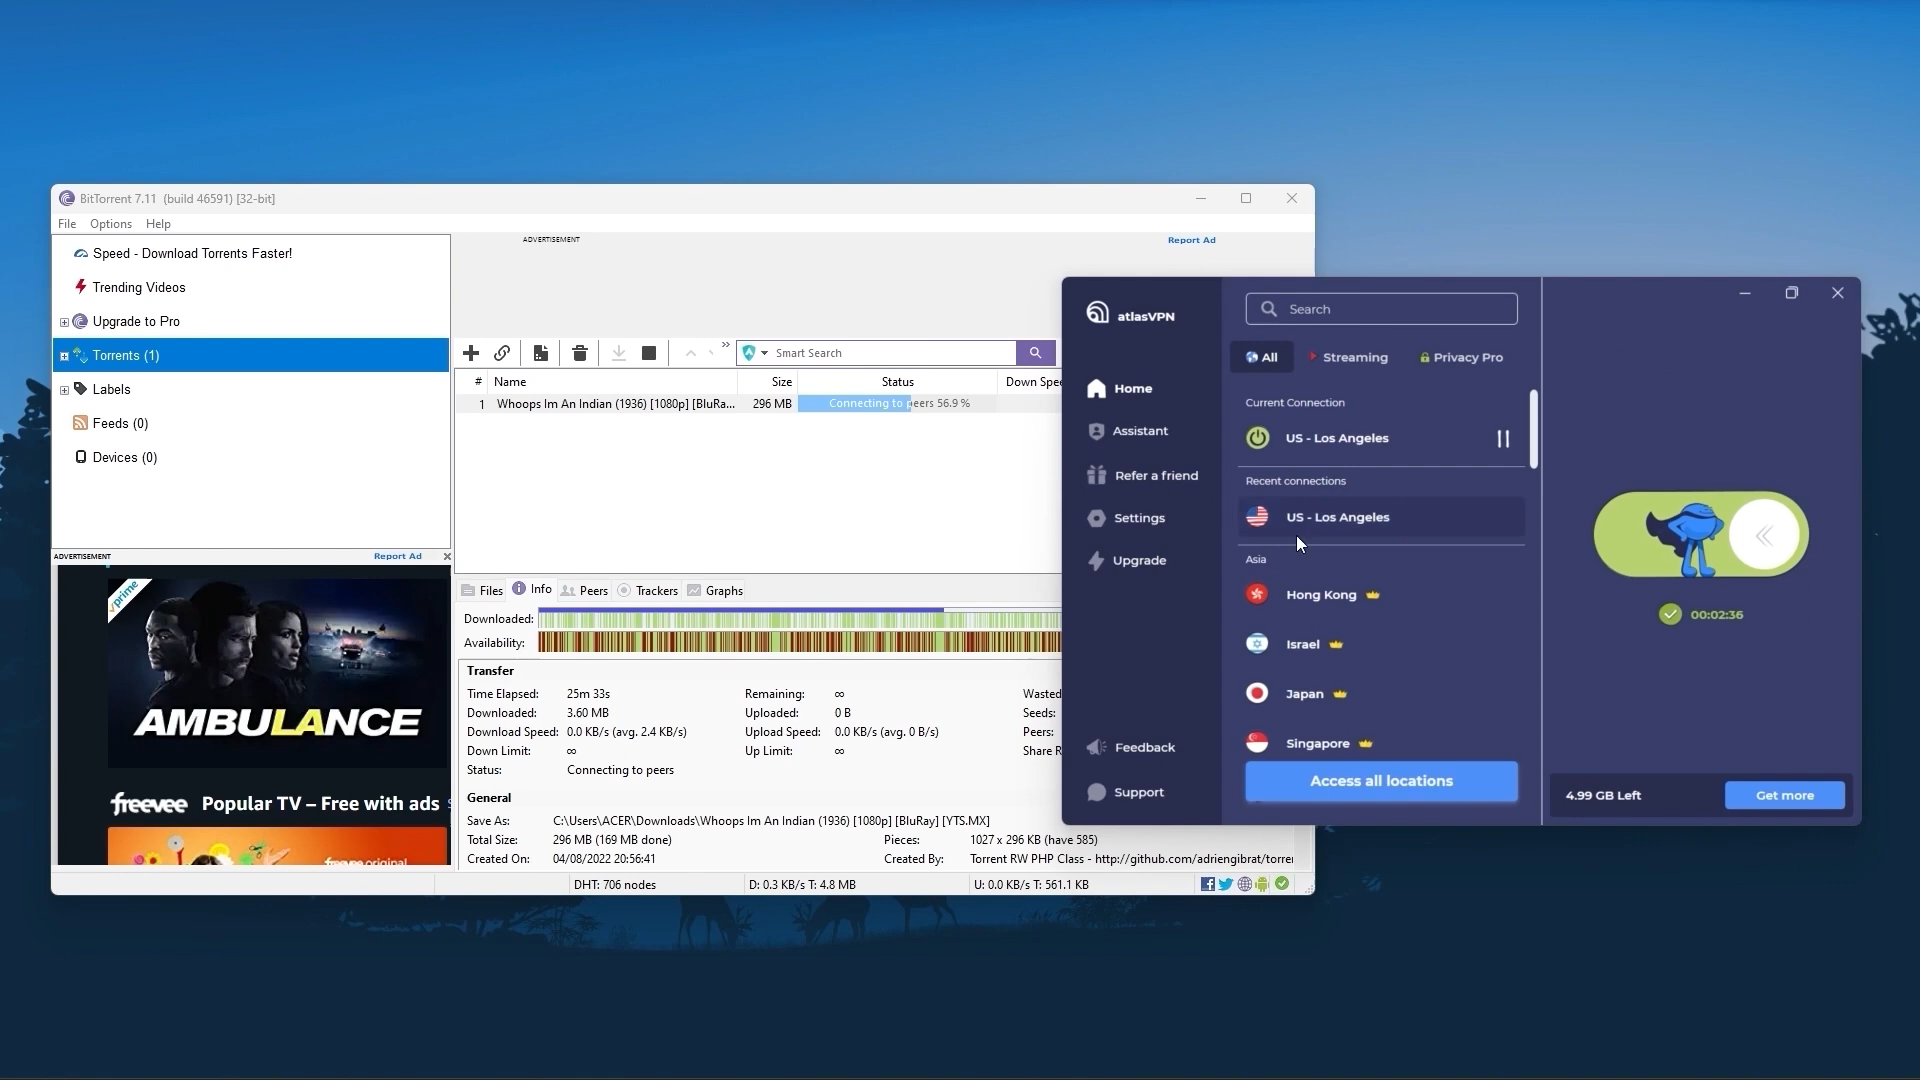 BitTorrent 7.11 (build 46591) [32-bit]
File Options Help
Speed - Download Torrents Faster!
Trending Videos
Upgrade to Pro
Torrents (1)
Labels
Feeds (0)
Devices (0)
ADVERTISEMENT Report Ad
prime
AMBULANCE
freevee Popular TV – Free with ads
freevee original
ADVERTISEMENT Report Ad
Smart Search
# Name Size Status Down Spee
1 Whoops Im An Indian (1936) [1080p] [BluRa... 296 MB Connecting to peers 56.9 %
Files Info Peers Trackers Graphs
Downloaded:
Availability:
Transfer
Time Elapsed: 25m 33s Remaining: ∞ Wasted
Downloaded: 3.60 MB Uploaded: 0 B Seeds:
Download Speed: 0.0 KB/s (avg. 2.4 KB/s) Upload Speed: 0.0 KB/s (avg. 0 B/s) Peers:
Down Limit: ∞ Up Limit: ∞ Share R
Status: Connecting to peers
General
Save As: C:\Users\ACER\Downloads\Whoops Im An Indian (1936) [1080p] [BluRay] [YTS.MX]
Total Size: 296 MB (169 MB done) Pieces: 1027 x 296 KB (have 585)
Created On: 04/08/2022 20:56:41 Created By: Torrent RW PHP Class - http://github.com/adriengibrat/torrer
DHT: 706 nodes D: 0.3 KB/s T: 4.8 MB U: 0.0 KB/s T: 561.1 KB
atlasVPN
Home
Assistant
Refer a friend
Settings
Upgrade
Feedback
Support
Search
All Streaming Privacy Pro
Current Connection
US - Los Angeles
Recent connections
US - Los Angeles
Asia
Hong Kong
Israel
Japan
Singapore
Access all locations
00:02:36
4.99 GB Left Get more